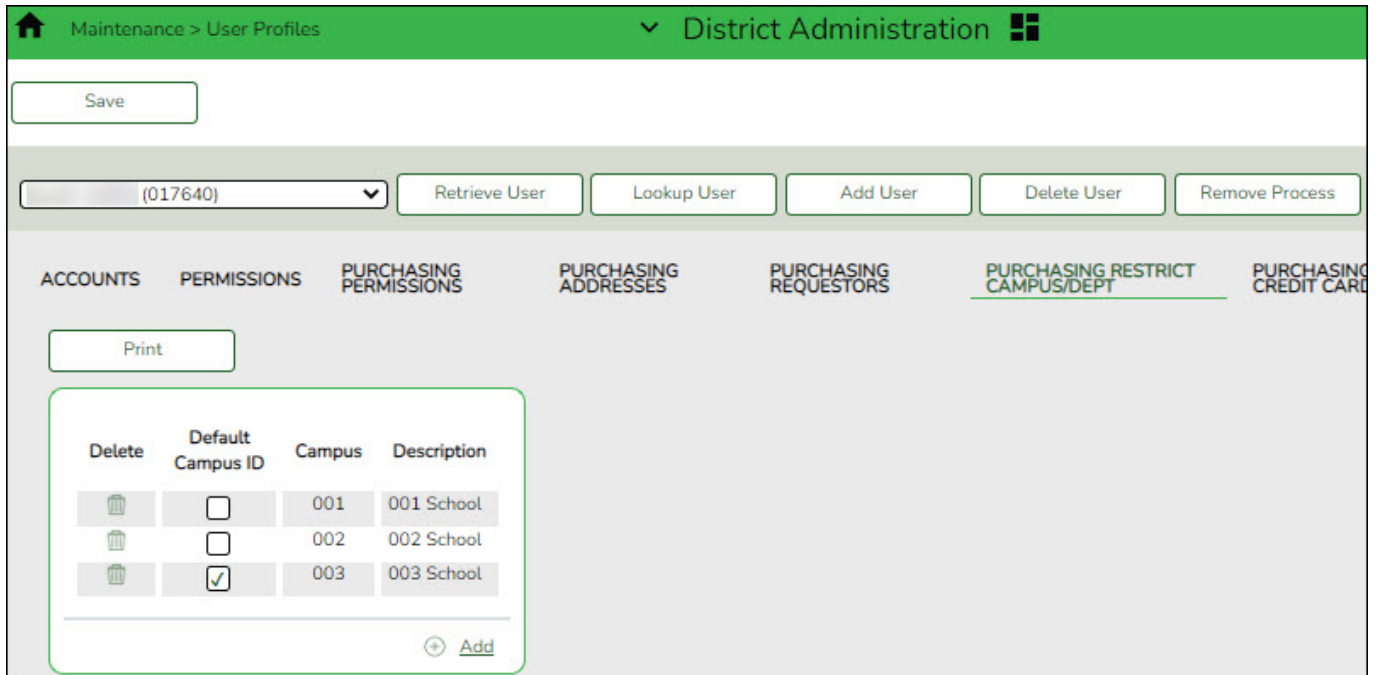 Maintenance > User Profiles
District Administration
Save
(017640)
Retrieve User
Lookup User
Add User
Delete User
Remove Process
ACCOUNTS
PERMISSIONS
PURCHASING
PERMISSIONS
PURCHASING
ADDRESSES
PURCHASING
REQUESTORS
PURCHASING RESTRICT
CAMPUS/DEPT
PURCHASING
CREDIT CARD
Print
Delete
Default
Campus ID
Campus
Description
001 001 School
002 002 School
003 003 School
Add